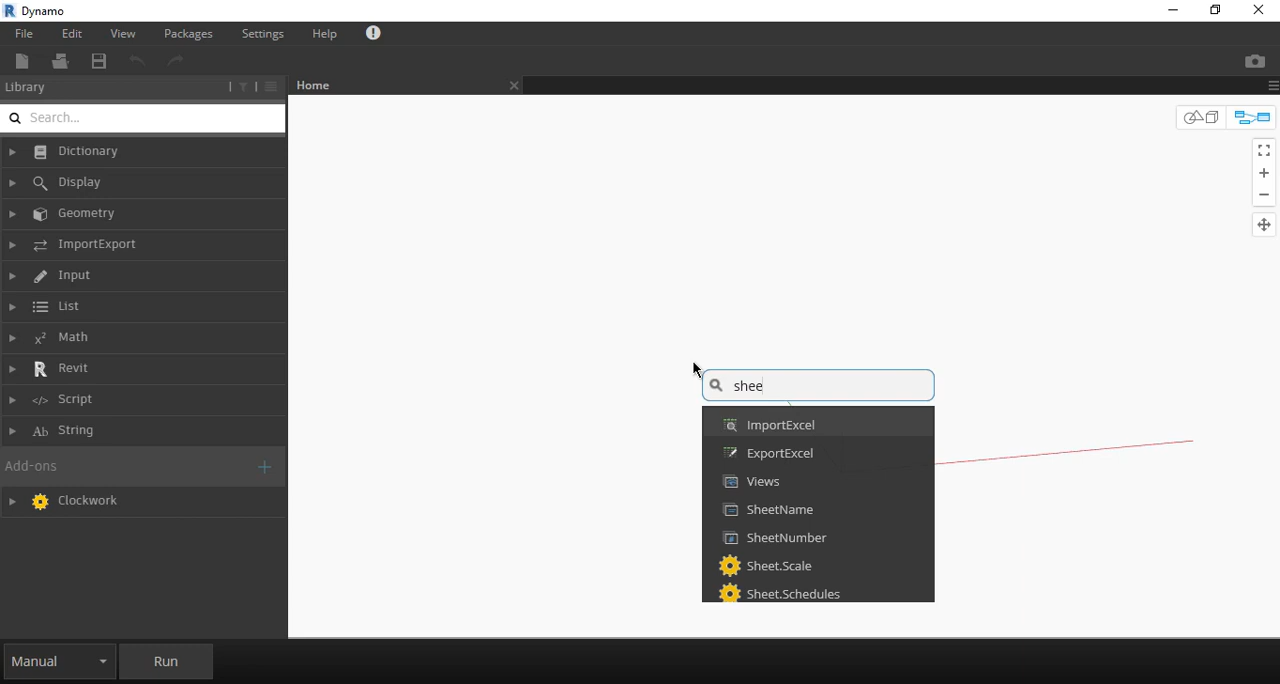 Dynamo
File Edit View Packages Settings Help
Library
Home
Search...
Dictionary
Display
Geometry
ImportExport
Input
List
Math
Revit
Script
String
Add-ons
Clockwork
shee
ImportExcel
ExportExcel
Views
SheetName
SheetNumber
Sheet.Scale
Sheet.Schedules
Manual Run